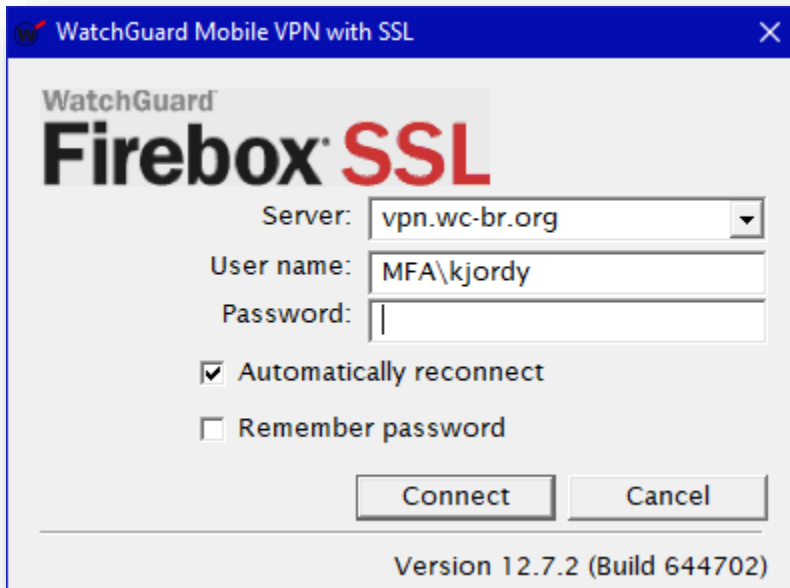 WatchGuard Mobile VPN with SSL
WatchGuard
Firebox SSL
Server: vpn.wc-br.org
User name: MFA\kjordy
Password:
Automatically reconnect
Remember password
Connect Cancel
Version 12.7.2 (Build 644702)